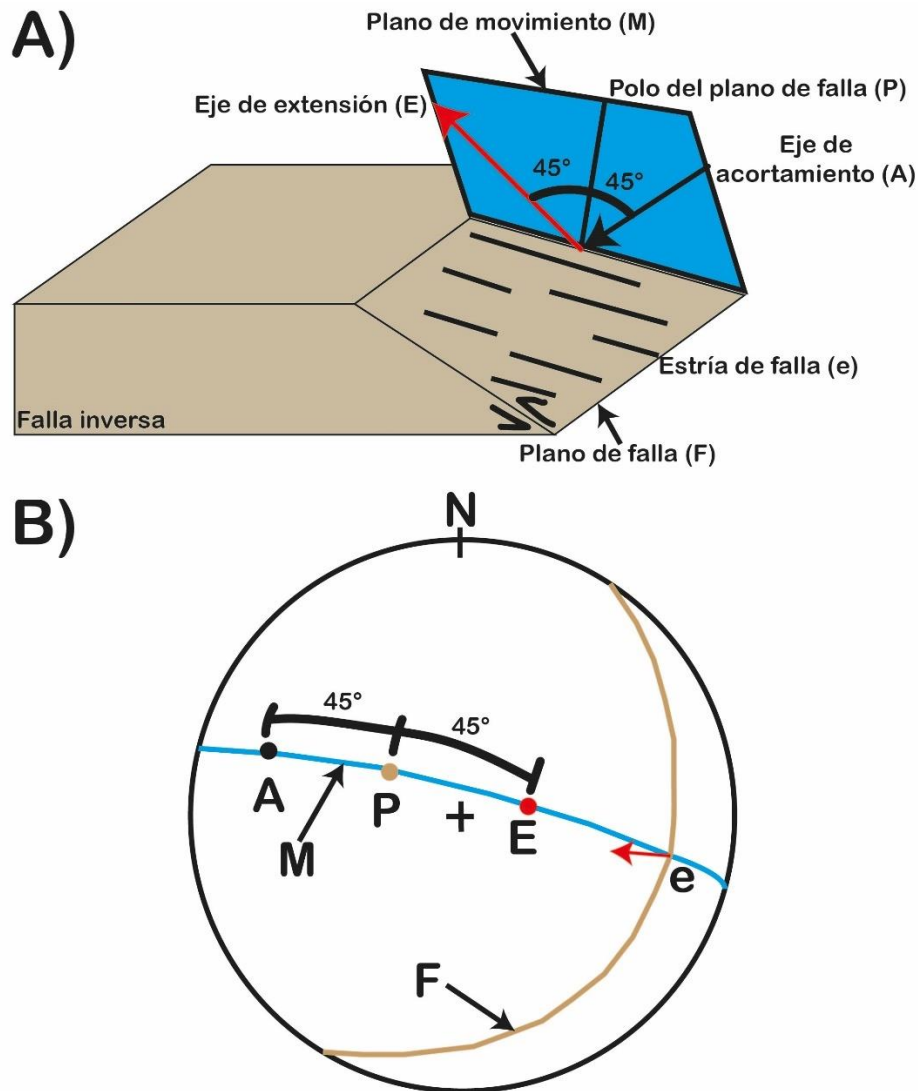 A)
Plano de movimiento (M)
Eje de extensión (E)
Polo del plano de falla (P)
Eje de
acortamiento (A)
45°
45°
Estría de falla (e)
Falla inversa
Plano de falla (F)
B)
N
45°
45°
A
P
E
M
e
F